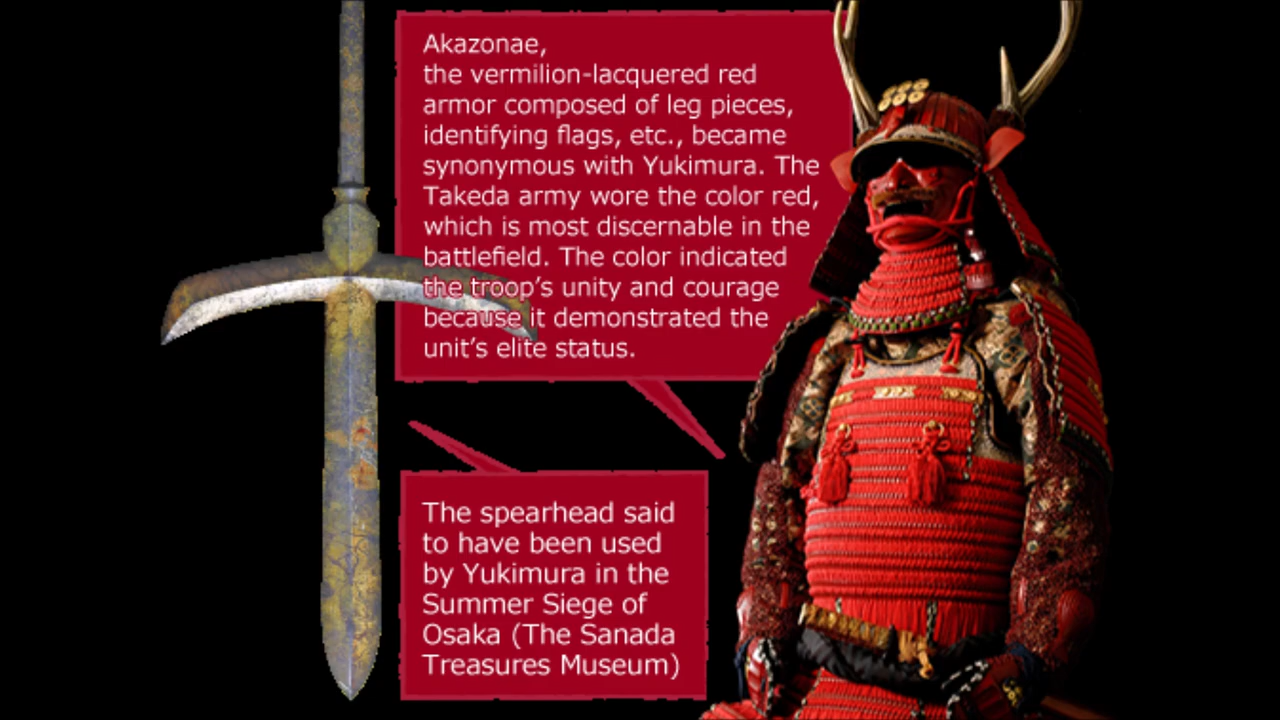 Akazonae,
the vermilion-lacquered red
armor composed of leg pieces,
identifying flags, etc., became
synonymous with Yukimura. The
Takeda army wore the color red,
which is most discernable in the
battlefield. The color indicated
the troop's unity and courage
because it demonstrated the
unit's elite status.
The spearhead said
to have been used
by Yukimura in the
Summer Siege of
Osaka (The Sanada
Treasures Museum)